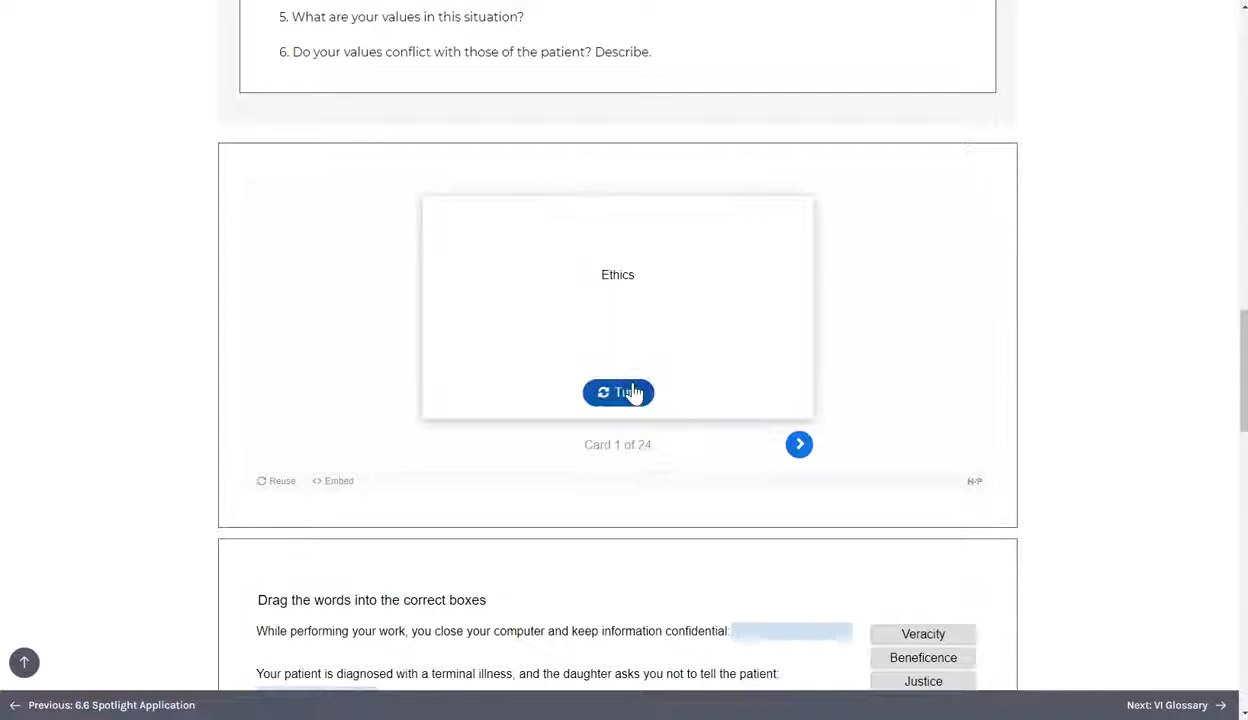 5. What are your values in this situation?
6. Do your values conflict with those of the patient? Describe.
Ethics
Card 1 of 24
Reuse
<> Embed
H-P
Drag the words into the correct boxes
While performing your work, you close your computer and keep information confidential:
Veracity
Beneficence
Your patient is diagnosed with a terminal illness, and the daughter asks you not to tell the patient:
Justice
Previous: 6.6 Spotlight Application
Next: VI Glossary